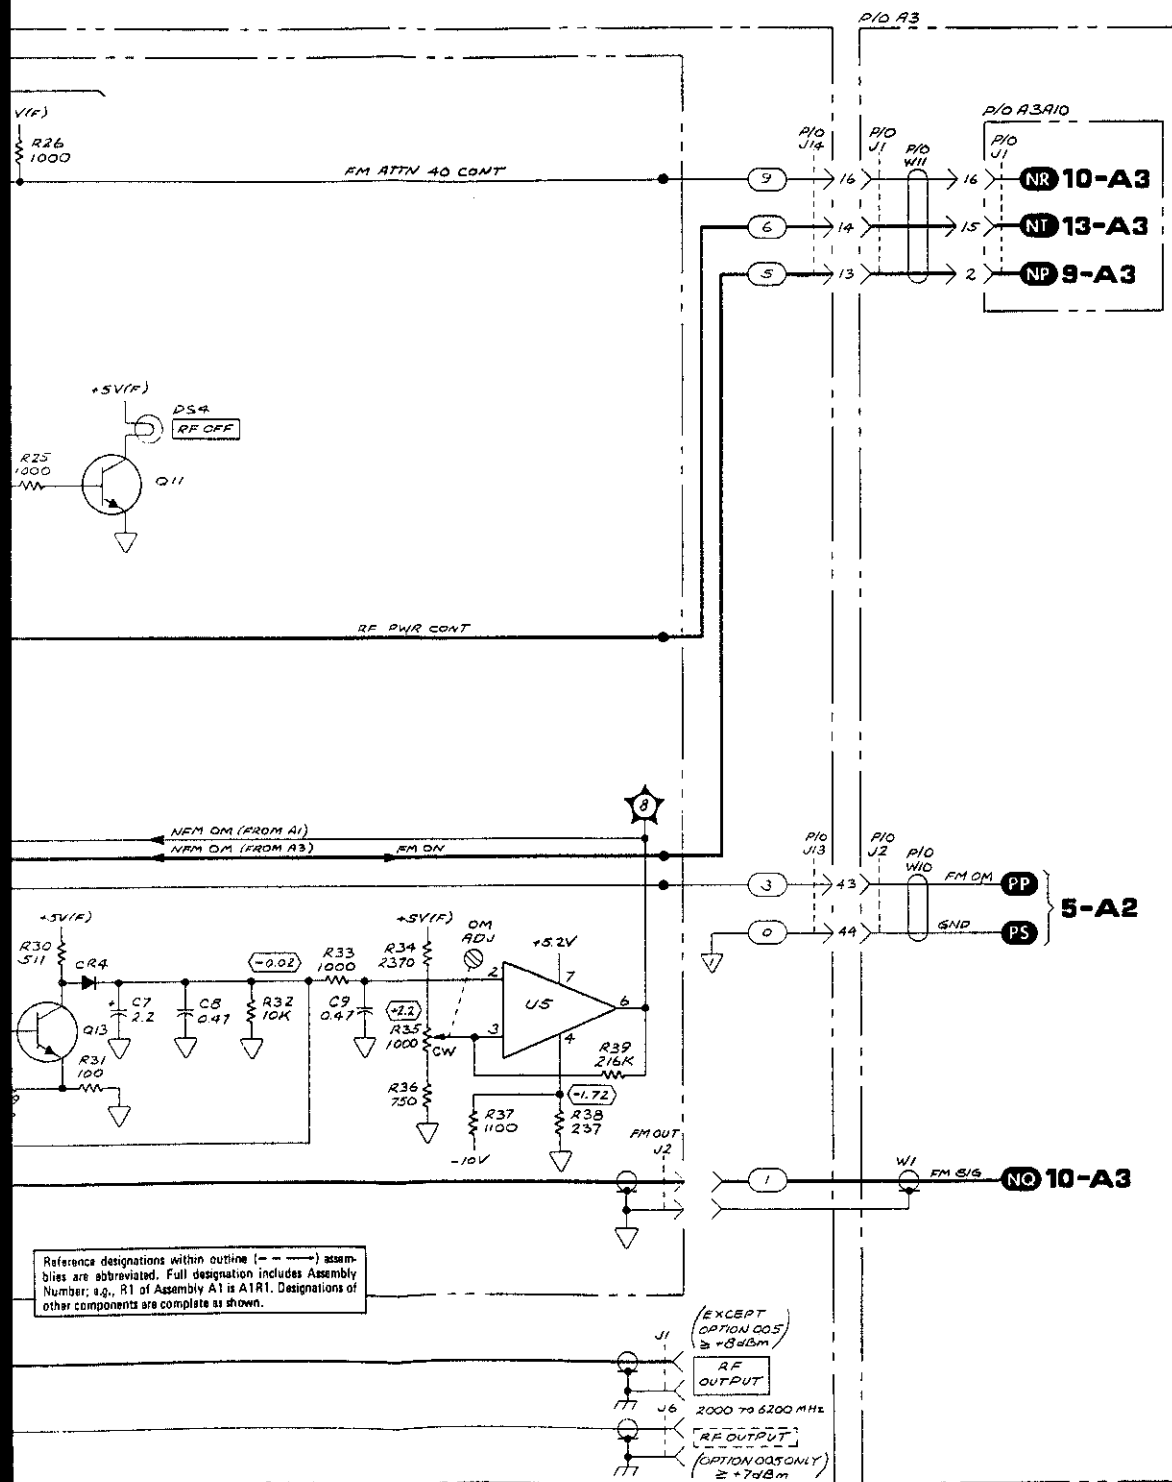 P/O A3
P/O A3A10
V(F)
R26
1000
FM ATTN 40 CONT
P/O
J14
P/O
J1
P/O
W11
P/O
J1
9
16
16
NR 10-A3
6
14
15
NT 13-A3
5
13
2
NP 9-A3
+5V(F)
DS4
RF OFF
R25
1000
Q11
RF PWR CONT
8
NFM OM (FROM A1)
NFM OM (FROM A3)
FM ON
P/O
J13
P/O
J2
P/O
W10
3
43
FM OM
PP
5-A2
0
44
GND
PS
+5V(F)
R30
511
CR4
-0.02
R33
1000
+5V(F)
R34
2370
OM
ADJ
+5.2V
2
7
U5
6
3
4
C7
2.2
+
C8
0.47
R32
10K
C9
0.47
+2.2
R35
1000
CW
Q13
R31
100
R39
216K
R36
750
-1.72
R37
1100
-10V
R38
237
FM OUT
J2
1
W1
FM SIG
NQ 10-A3
Reference designations within outline (— — ——) assem-
blies are abbreviated. Full designation includes Assembly
Number; e.g., R1 of Assembly A1 is A1R1. Designations of
other components are complete as shown.
J1
(EXCEPT
OPTION 005)
≥ +8dBm
RF
OUTPUT
J6
2000 TO 6200 MHz
RF OUTPUT
(OPTION 005 ONLY)
≥ +7dBm